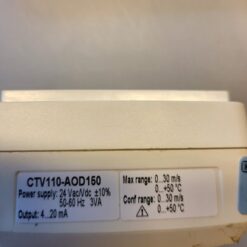 CTV110-AOD150
Power supply: 24 Vac/Vdc ±10%
50-60 Hz 3VA
Output: 4...20 mA
Max range: 0...30 m/s
0...+50 °C
Conf range: 0...30 m/s
0...+50 °C